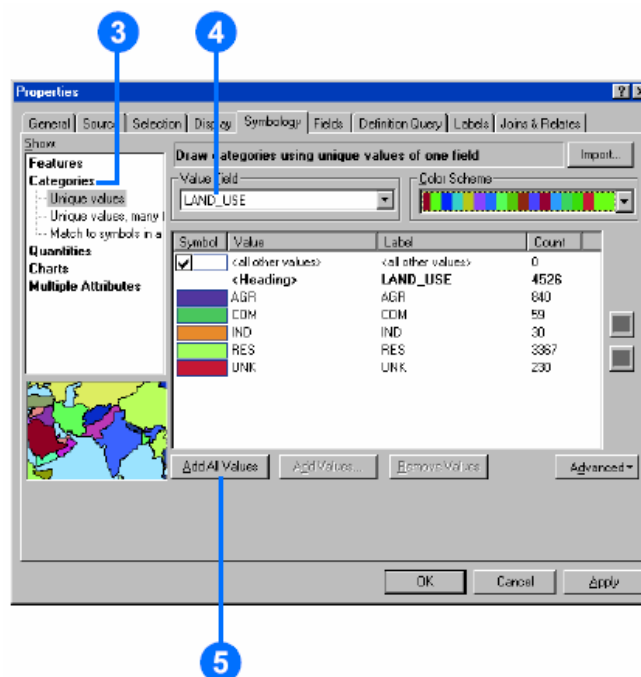 3 4
Properties
General Source Selection Display Symbology Fields Definition Query Labels Joins & Relates
Show:
Features
Categories
Unique values
Unique values, many
Match to symbols in a
Quantities
Charts
Multiple Attributes
Draw categories using unique values of one field Import...
Value Field
LAND_USE
Color Scheme
Symbol Value Label Count
<all other values> <all other values> 0
<Heading> LAND_USE 4526
AGR AGR 840
COM COM 59
IND IND 30
RES RES 3367
UNK UNK 230
Add All Values Add Values... Remove Values Advanced
OK Cancel Apply
5